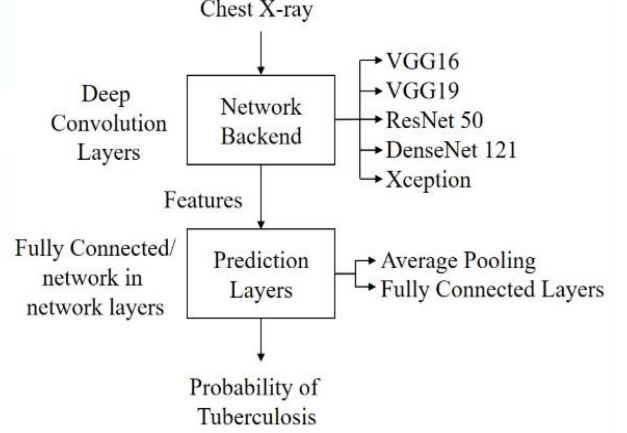 Chest X-ray
Deep
Convolution
Layers
Network
Backend
VGG16
VGG19
ResNet 50
DenseNet 121
Xception
Features
Fully Connected/
network in
network layers
Prediction
Layers
Average Pooling
Fully Connected Layers
Probability of
Tuberculosis